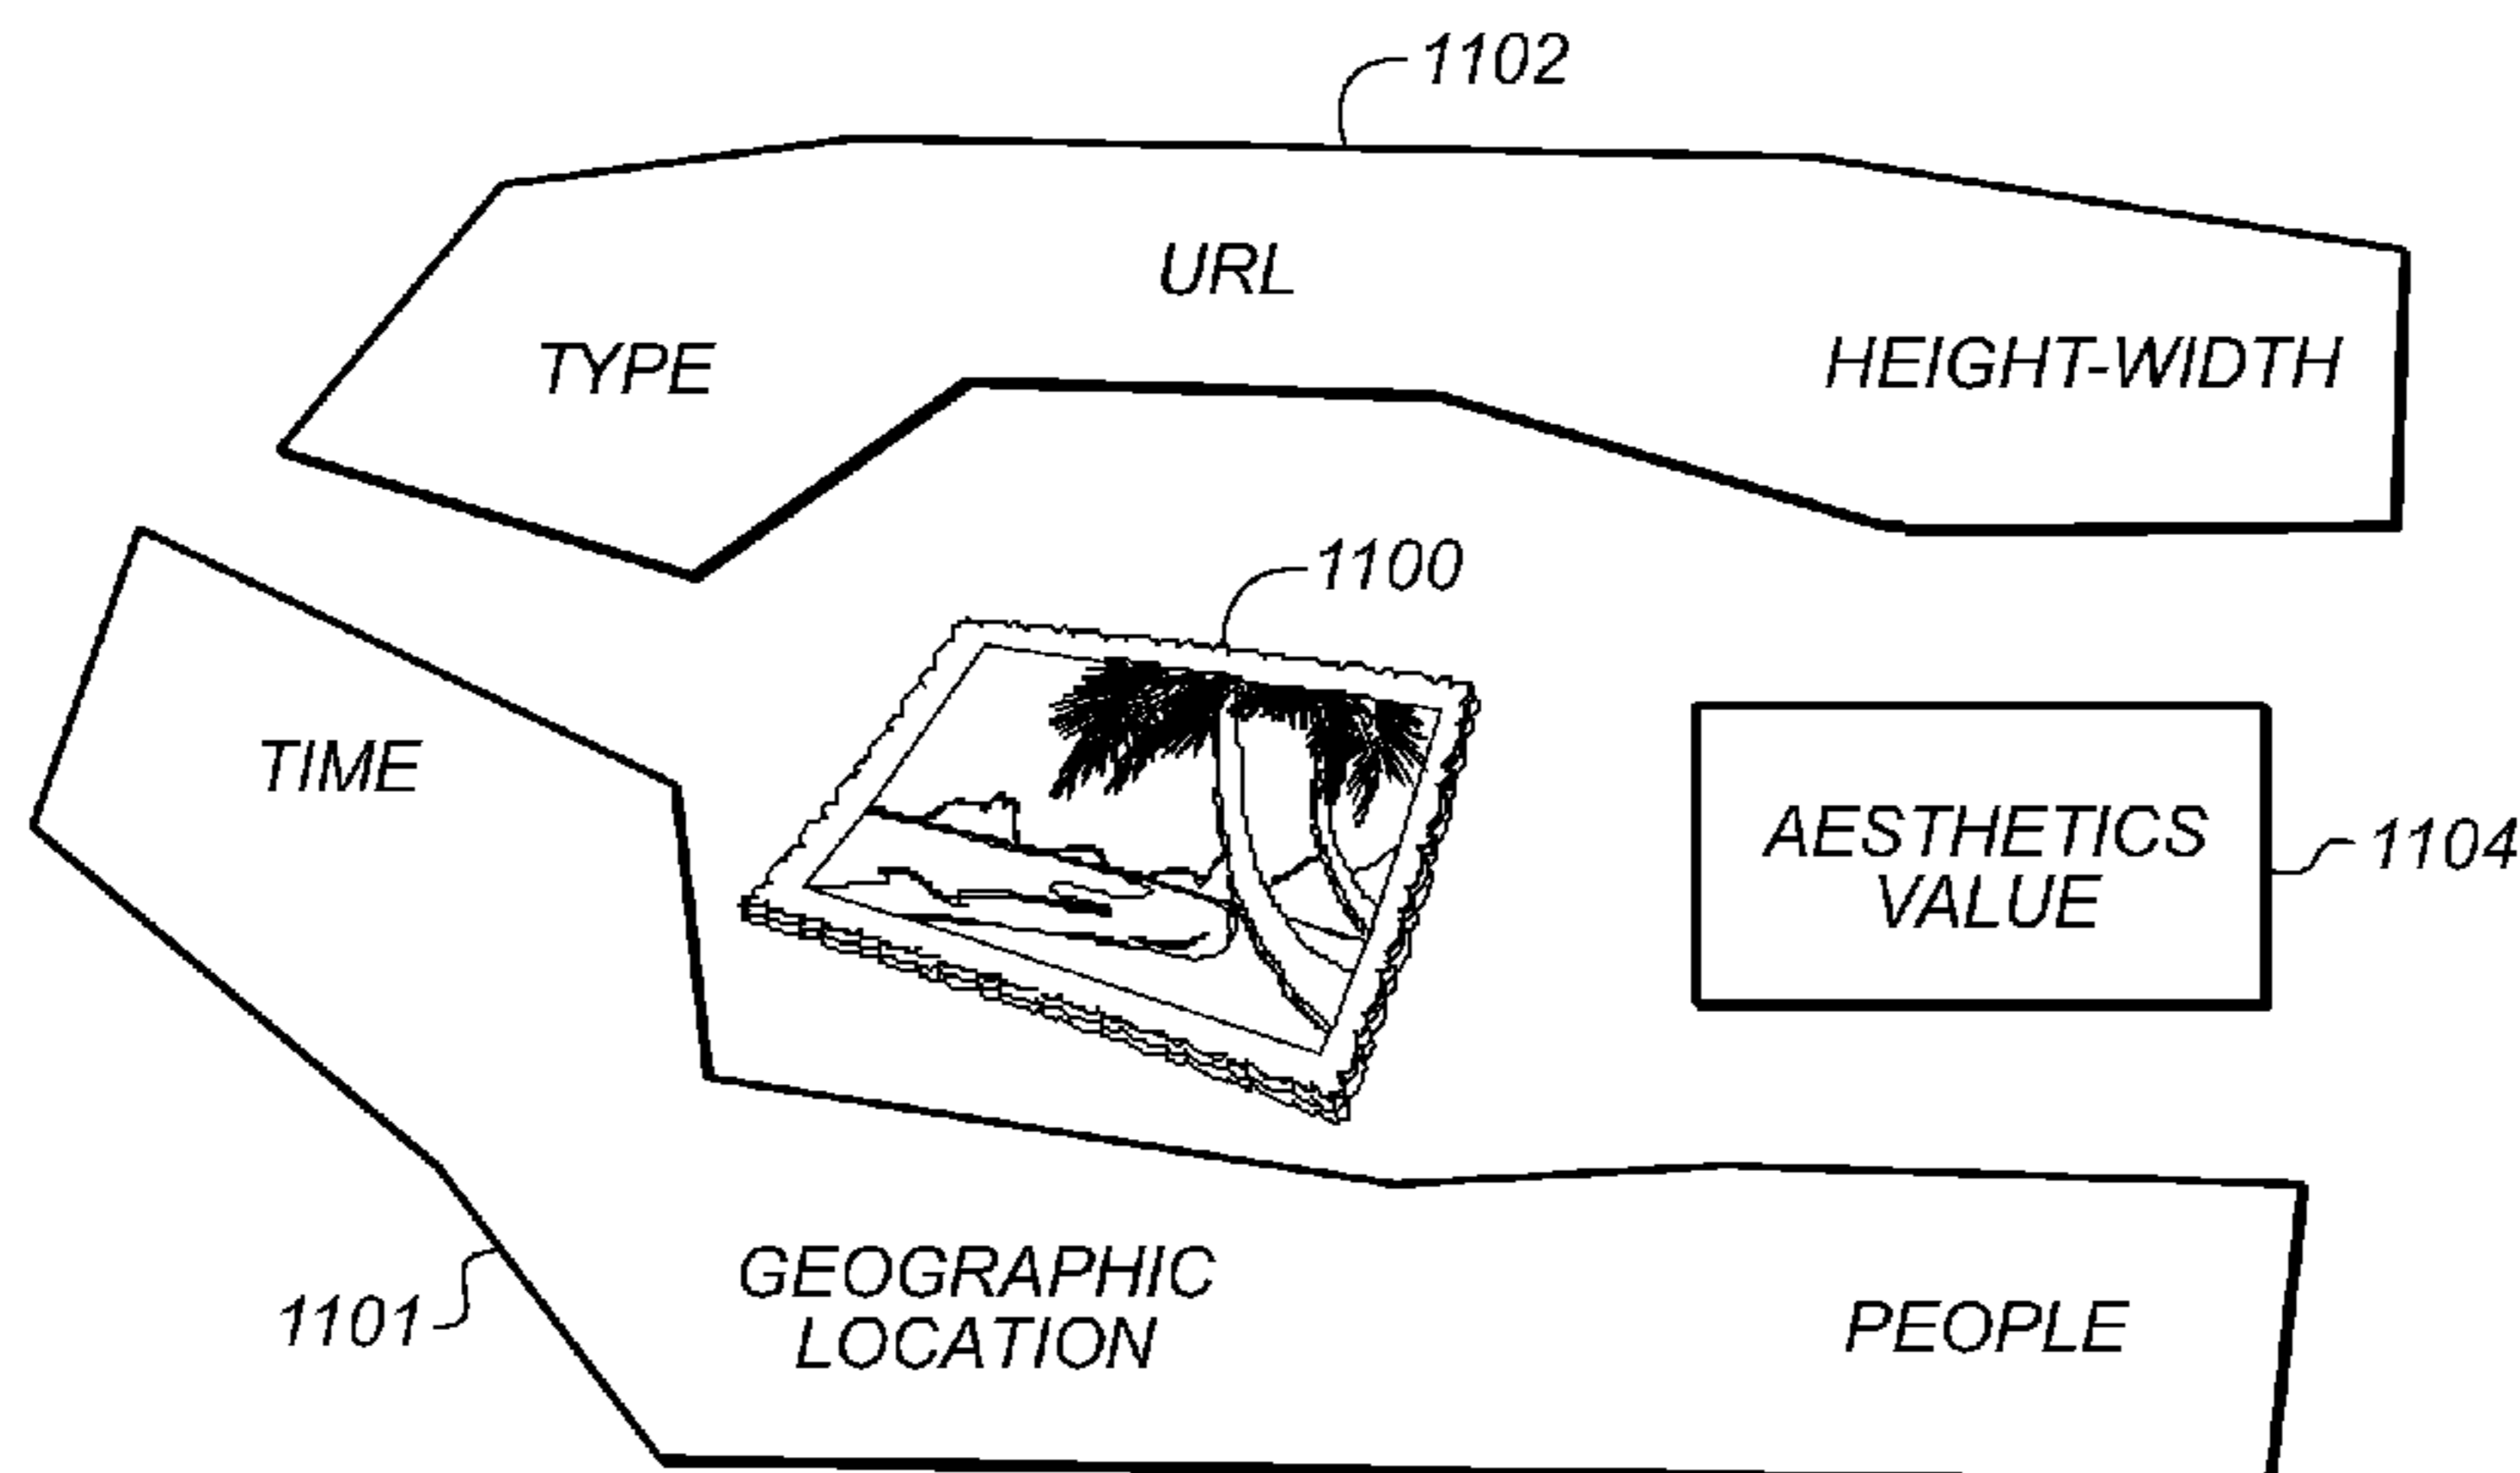 1102
URL
TYPE
HEIGHT-WIDTH
1100
TIME
AESTHETICS
VALUE
1104
GEOGRAPHIC
LOCATION
1101
PEOPLE